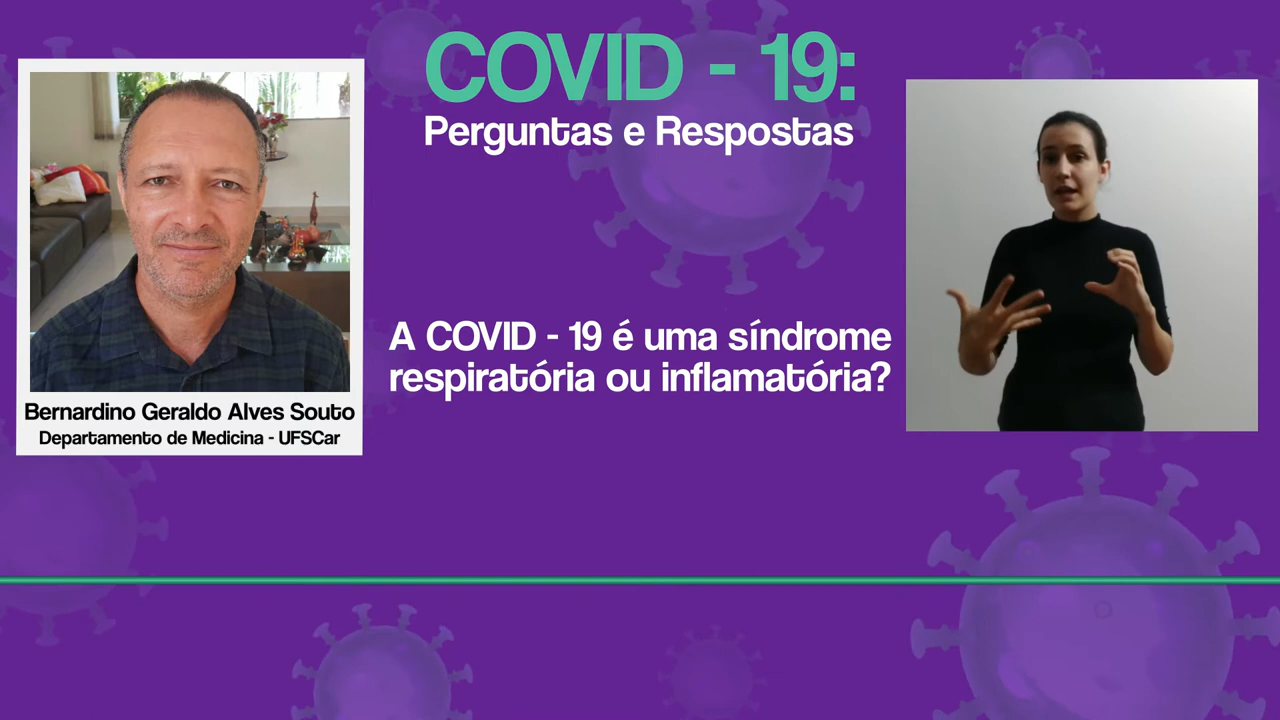 COVID - 19:
Perguntas e Respostas
A COVID - 19 é uma síndrome
respiratória ou inflamatória?
Bernardino Geraldo Alves Souto
Departamento de Medicina - UFSCar